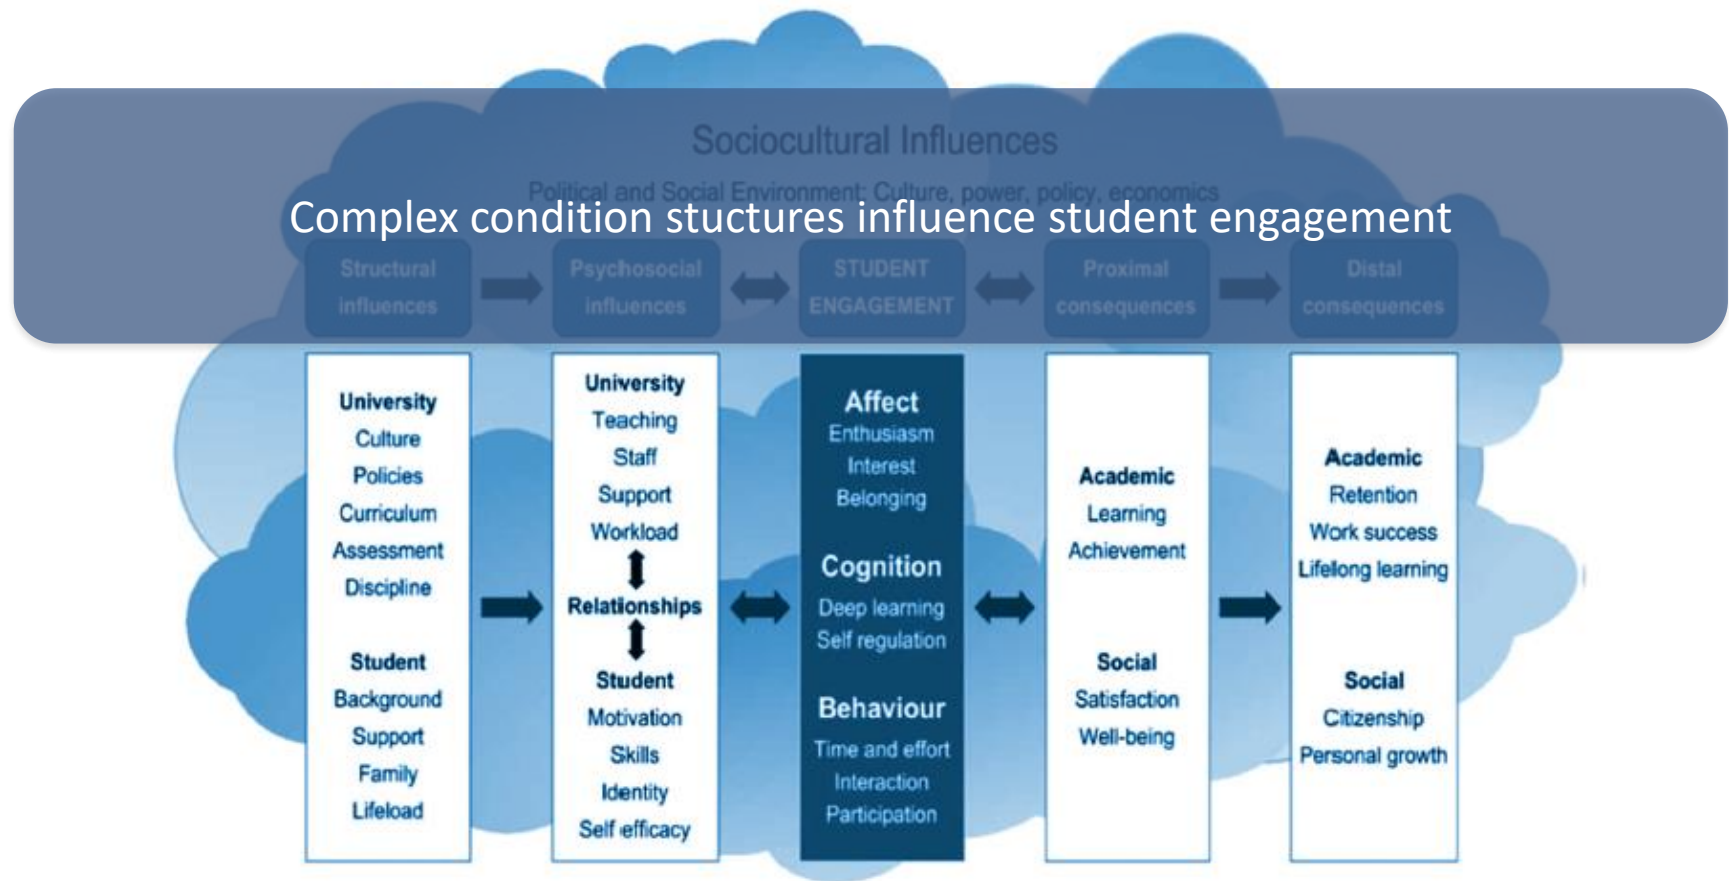 Sociocultural Influences
Political and Social Environment: Culture, power, policy, economics
Complex condition stuctures influence student engagement
Structural
influences
Psychosocial
influences
STUDENT
ENGAGEMENT
Proximal
consequences
Distal
consequences
University
Culture
Policies
Curriculum
Assessment
Discipline
Student
Background
Support
Family
Lifeload
University
Teaching
Staff
Support
Workload
Relationships
Student
Motivation
Skills
Identity
Self efficacy
Affect
Enthusiasm
Interest
Belonging
Cognition
Deep learning
Self regulation
Behaviour
Time and effort
Interaction
Participation
Academic
Learning
Achievement
Social
Satisfaction
Well-being
Academic
Retention
Work success
Lifelong learning
Social
Citizenship
Personal growth